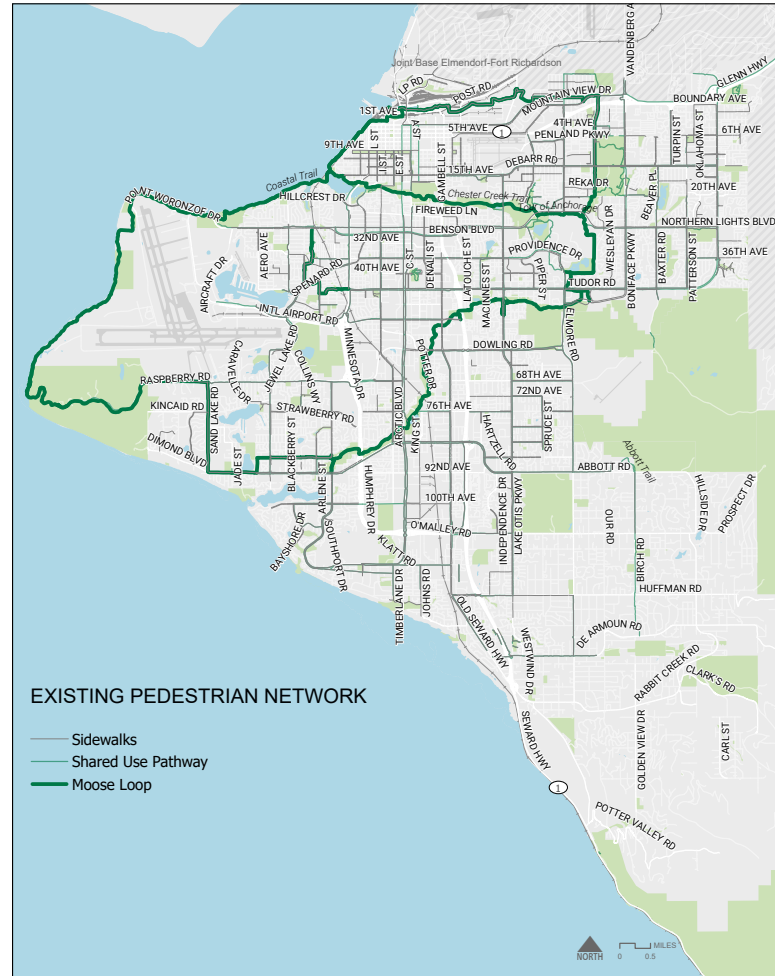 VANDENBERG A
GLENN HWY
Joint Base Elmendorf-Fort Richardson
LP RD
POST RD
MOUNTAIN VIEW DR
BOUNDARY AVE
1ST AVE
A ST
5TH AVE
1
4TH AVE
6TH AVE
PENLAND PKWY
TURPIN ST
OKLAHOMA ST
9TH AVE
L ST
I ST
E ST
GAMBELL ST
15TH AVE
DEBARR RD
Coastal Trail
REKA DR
BEAVER PL
20TH AVE
POINT WORONZOF DR
HILLCREST DR
Chester Creek Trail
Tour of Anchorage
FIREWEED LN
WESLEYAN DR
NORTHERN LIGHTS BLVD
BENSON BLVD
32ND AVE
AERO AVE
C ST
DENALI ST
LATOUCHE ST
PROVIDENCE DR
36TH AVE
AIRCRAFT DR
SPENARD RD
40TH AVE
MACINNES ST
PIPER ST
TUDOR RD
BONIFACE PKWY
BAXTER RD
PATTERSON ST
INTL AIRPORT RD
ELMORE RD
MINNESOTA DR
JEWEL LAKE RD
CARAVELLE DR
COLLINS WY
POTTER DR
DOWLING RD
RASPBERRY RD
68TH AVE
72ND AVE
KINCAID RD
SAND LAKE RD
STRAWBERRY RD
ARCTIC BLVD
KING ST
76TH AVE
HARTZELL RD
SPRUCE ST
DIMOND BLVD
JADE ST
BLACKBERRY ST
ARLENE ST
92ND AVE
ABBOTT RD
Abbott Trail
HUMPHREY DR
100TH AVE
INDEPENDENCE DR
LAKE OTIS PKWY
HILLSIDE DR
PROSPECT DR
BAYSHORE DR
SOUTHPORT DR
KLATT RD
O'MALLEY RD
OUR RD
BIRCH RD
TIMBERLANE DR
JOHNS RD
HUFFMAN RD
OLD SEWARD HWY
WESTWIND DR
DE ARMOUN RD
RABBIT CREEK RD
CLARK'S RD
SEWARD HWY
GOLDEN VIEW DR
CARL ST
1
POTTER VALLEY RD
EXISTING PEDESTRIAN NETWORK
Sidewalks
Shared Use Pathway
Moose Loop
NORTH
0 0.5
MILES